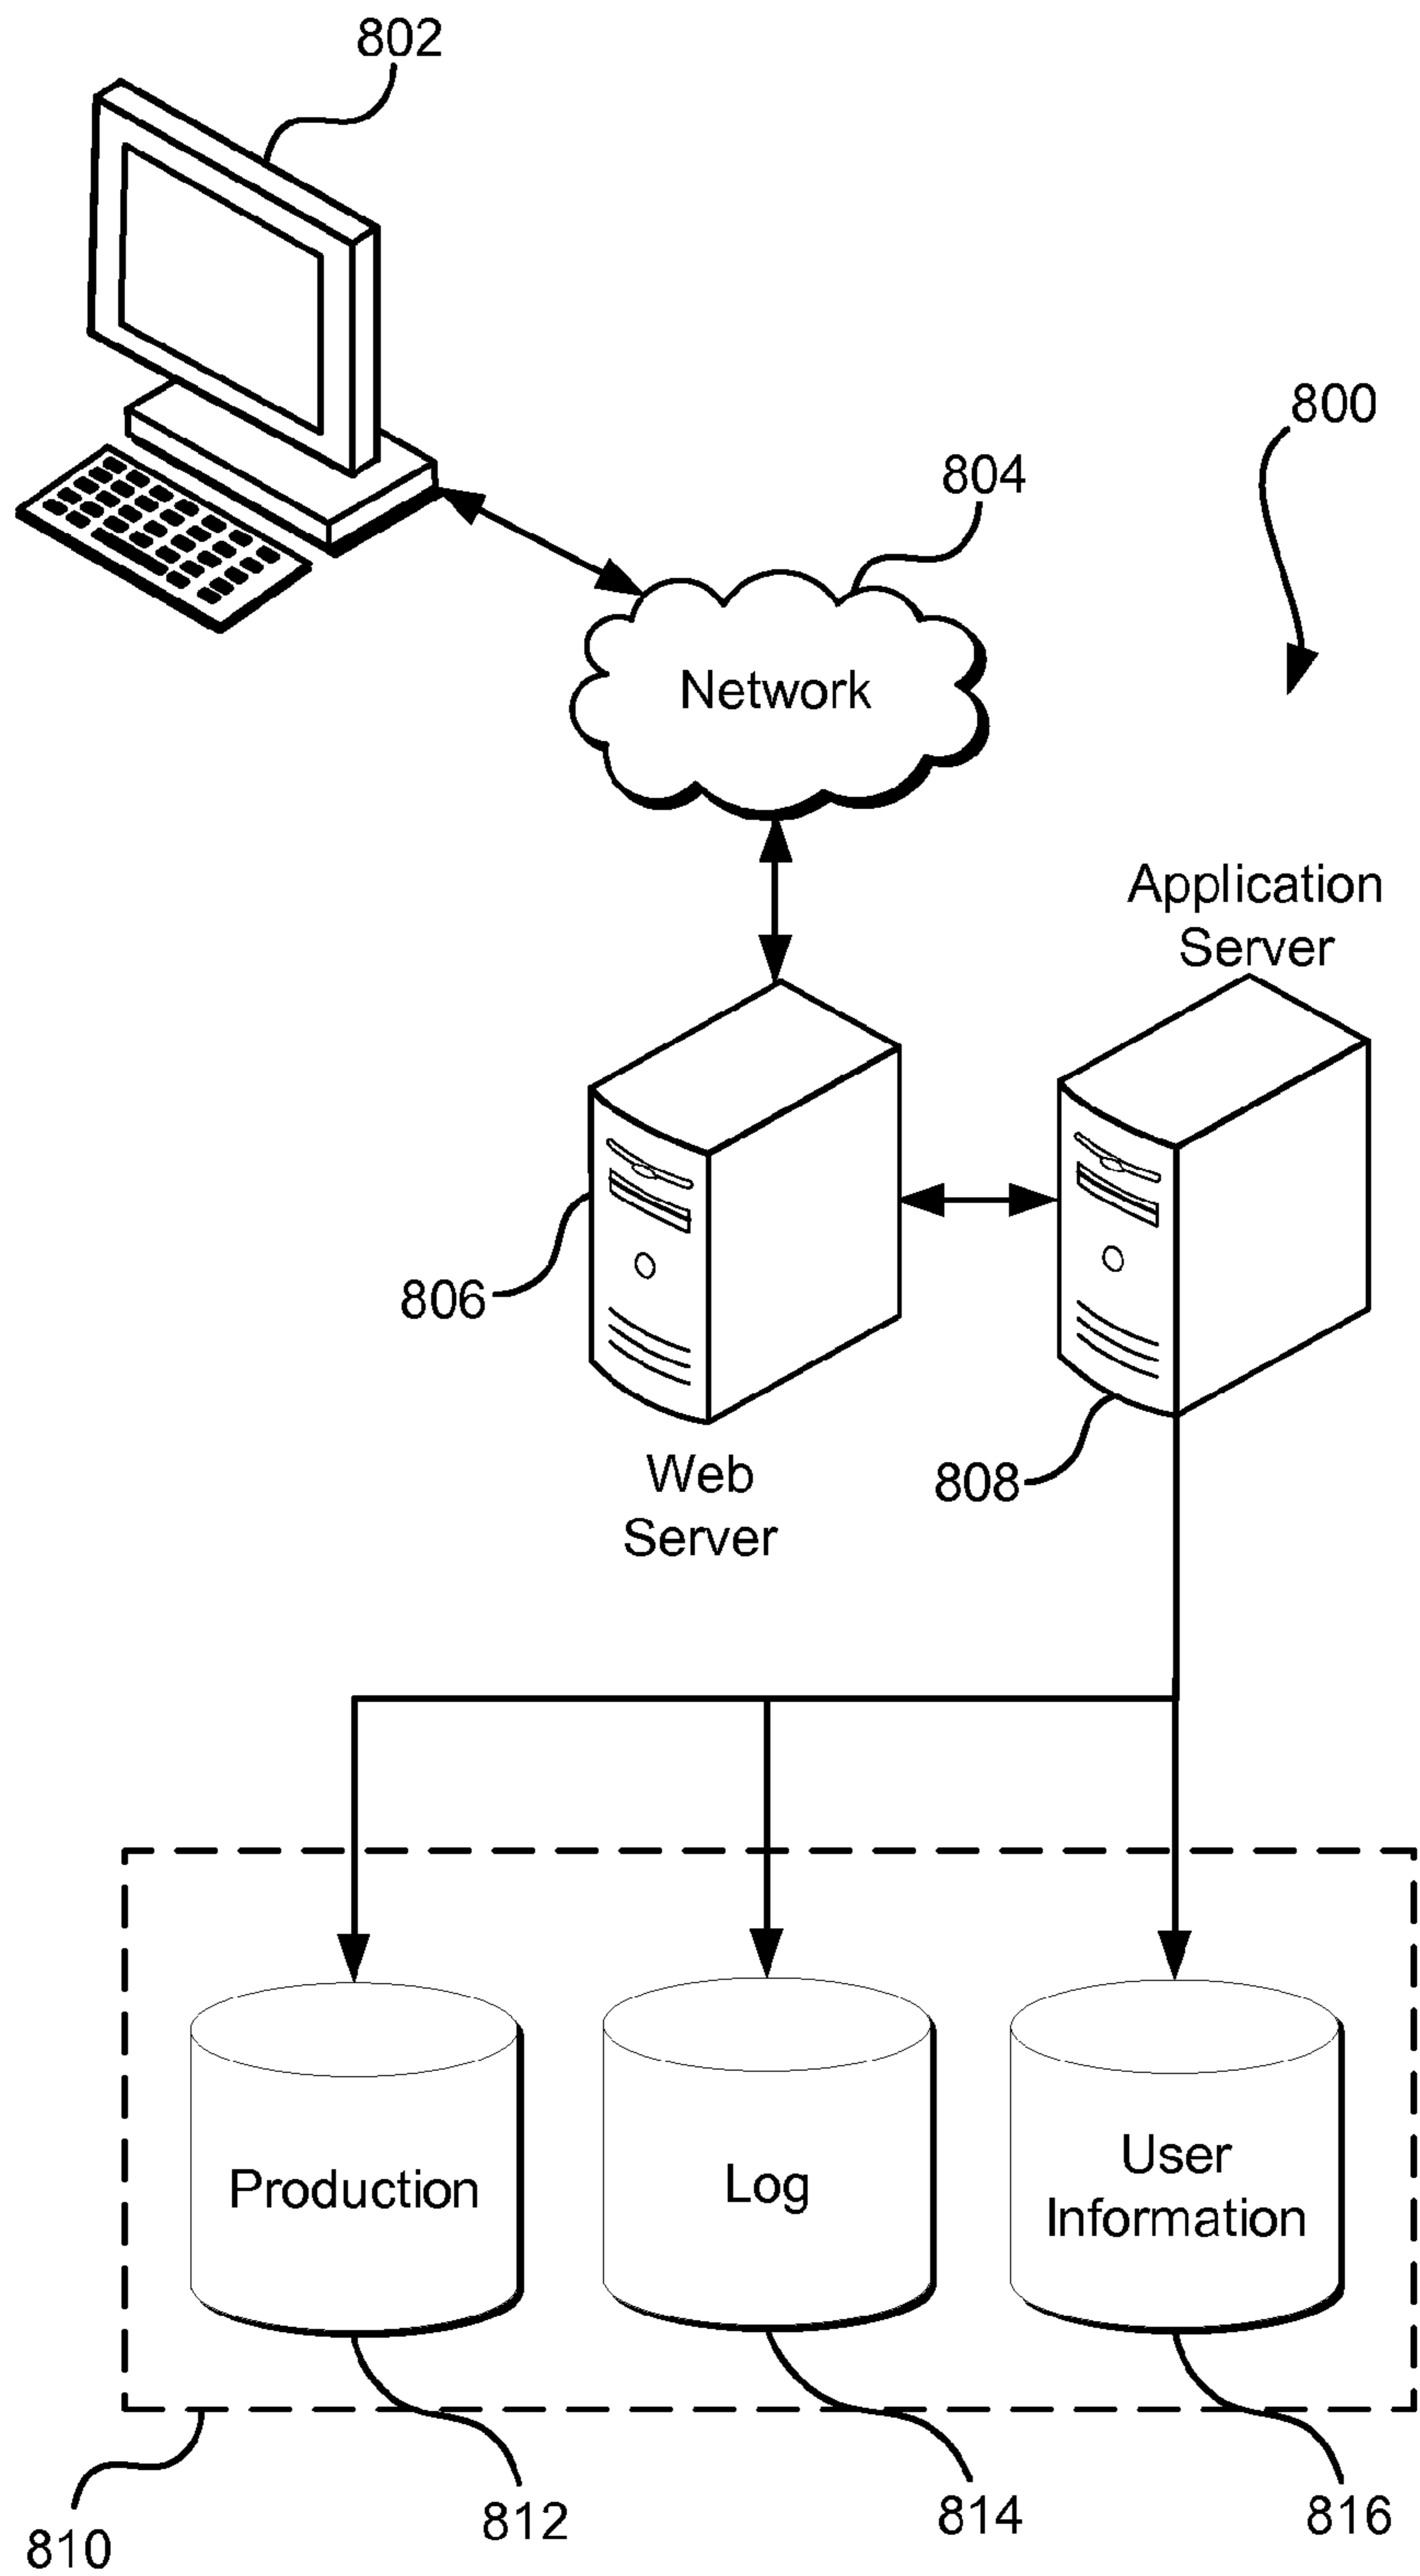 802
800
804
Network
Application
Server
806
808
Web
Server
Production
Log
User
Information
810
812
814
816